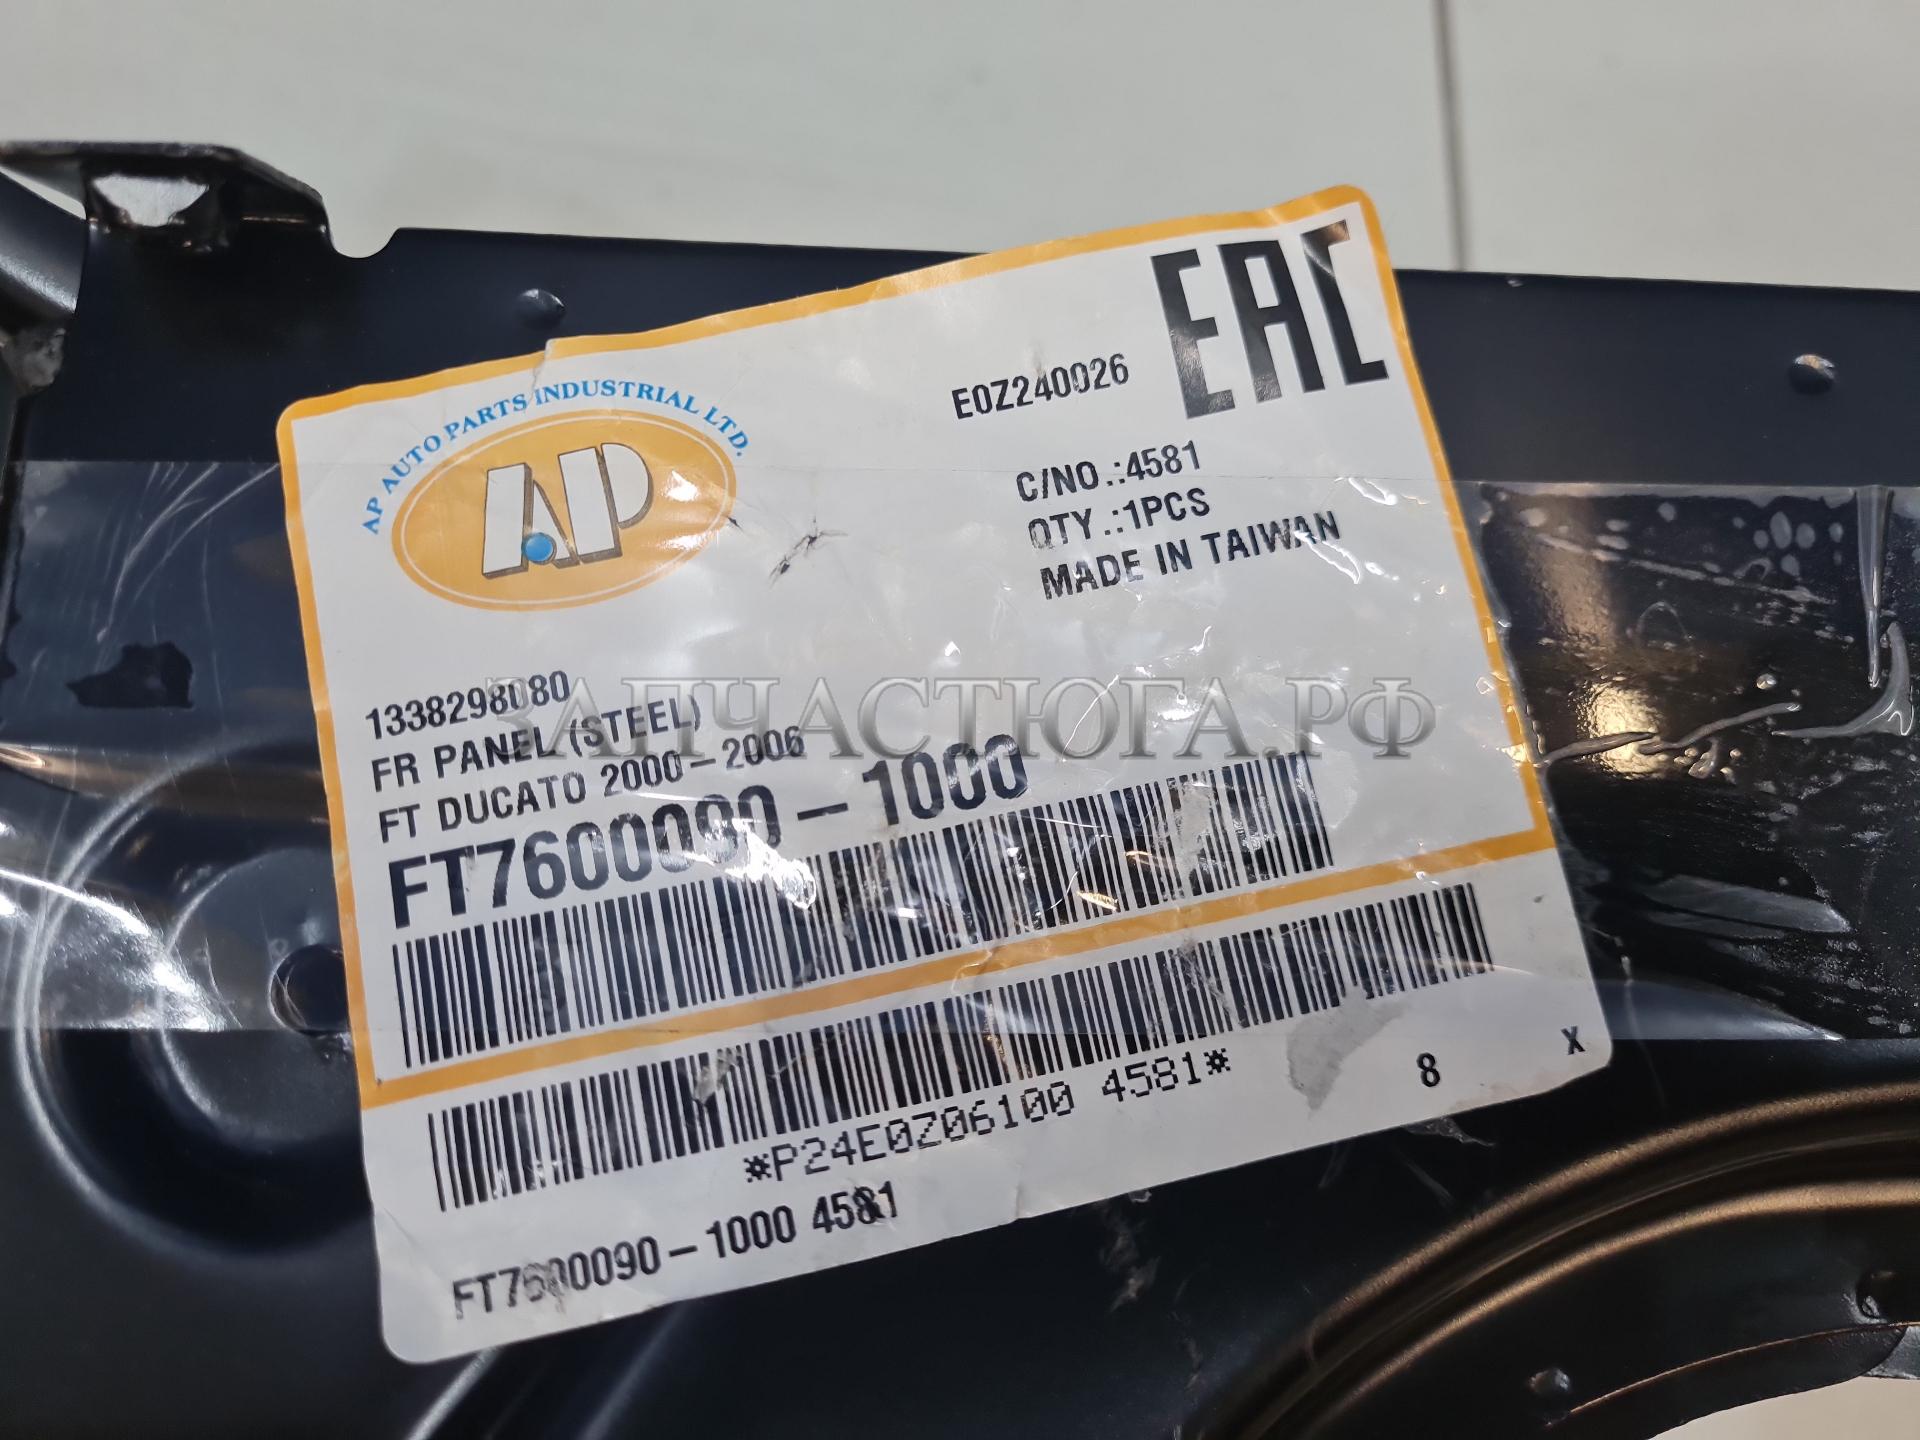 EAC
E0Z240026
AP AUTO PARTS INDUSTRIAL LTD.
AP
C/NO.:4581
QTY.:1PCS
MADE IN TAIWAN
1338298080
FR PANEL (STEEL)
FT DUCATO 2000-2006
FT7600090-1000
ЗАПЧАСТЮГА.РФ
*P24E0Z06100 4581*
8
X
FT7600090-1000 4581